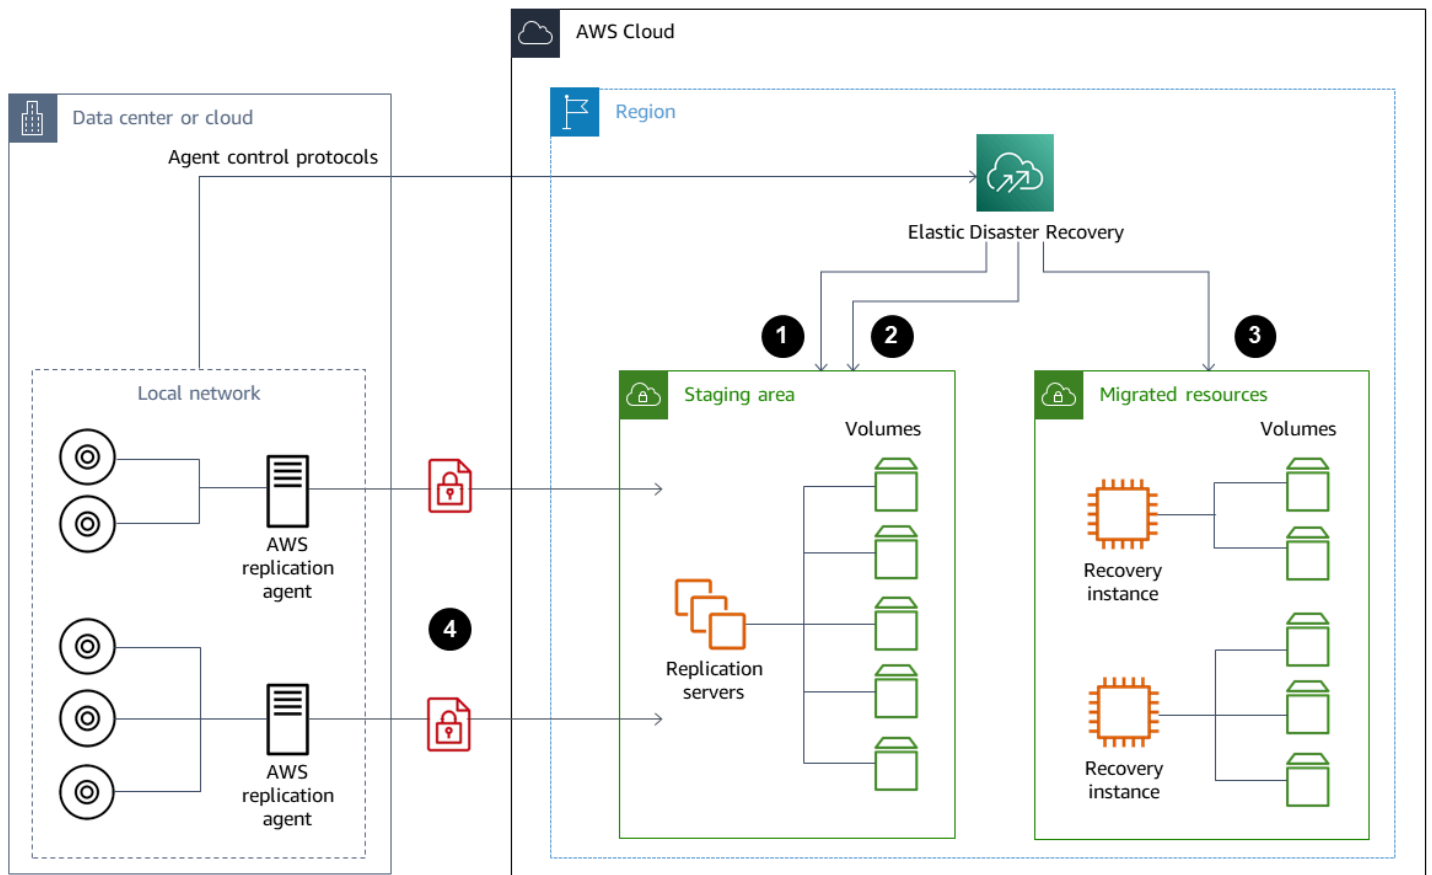 AWS Cloud
Data center or cloud
Region
Agent control protocols
Elastic Disaster Recovery
1
2
3
Local network
Staging area
Migrated resources
Volumes
Volumes
AWS
replication
agent
Recovery
instance
4
Replication
servers
AWS
replication
agent
Recovery
instance